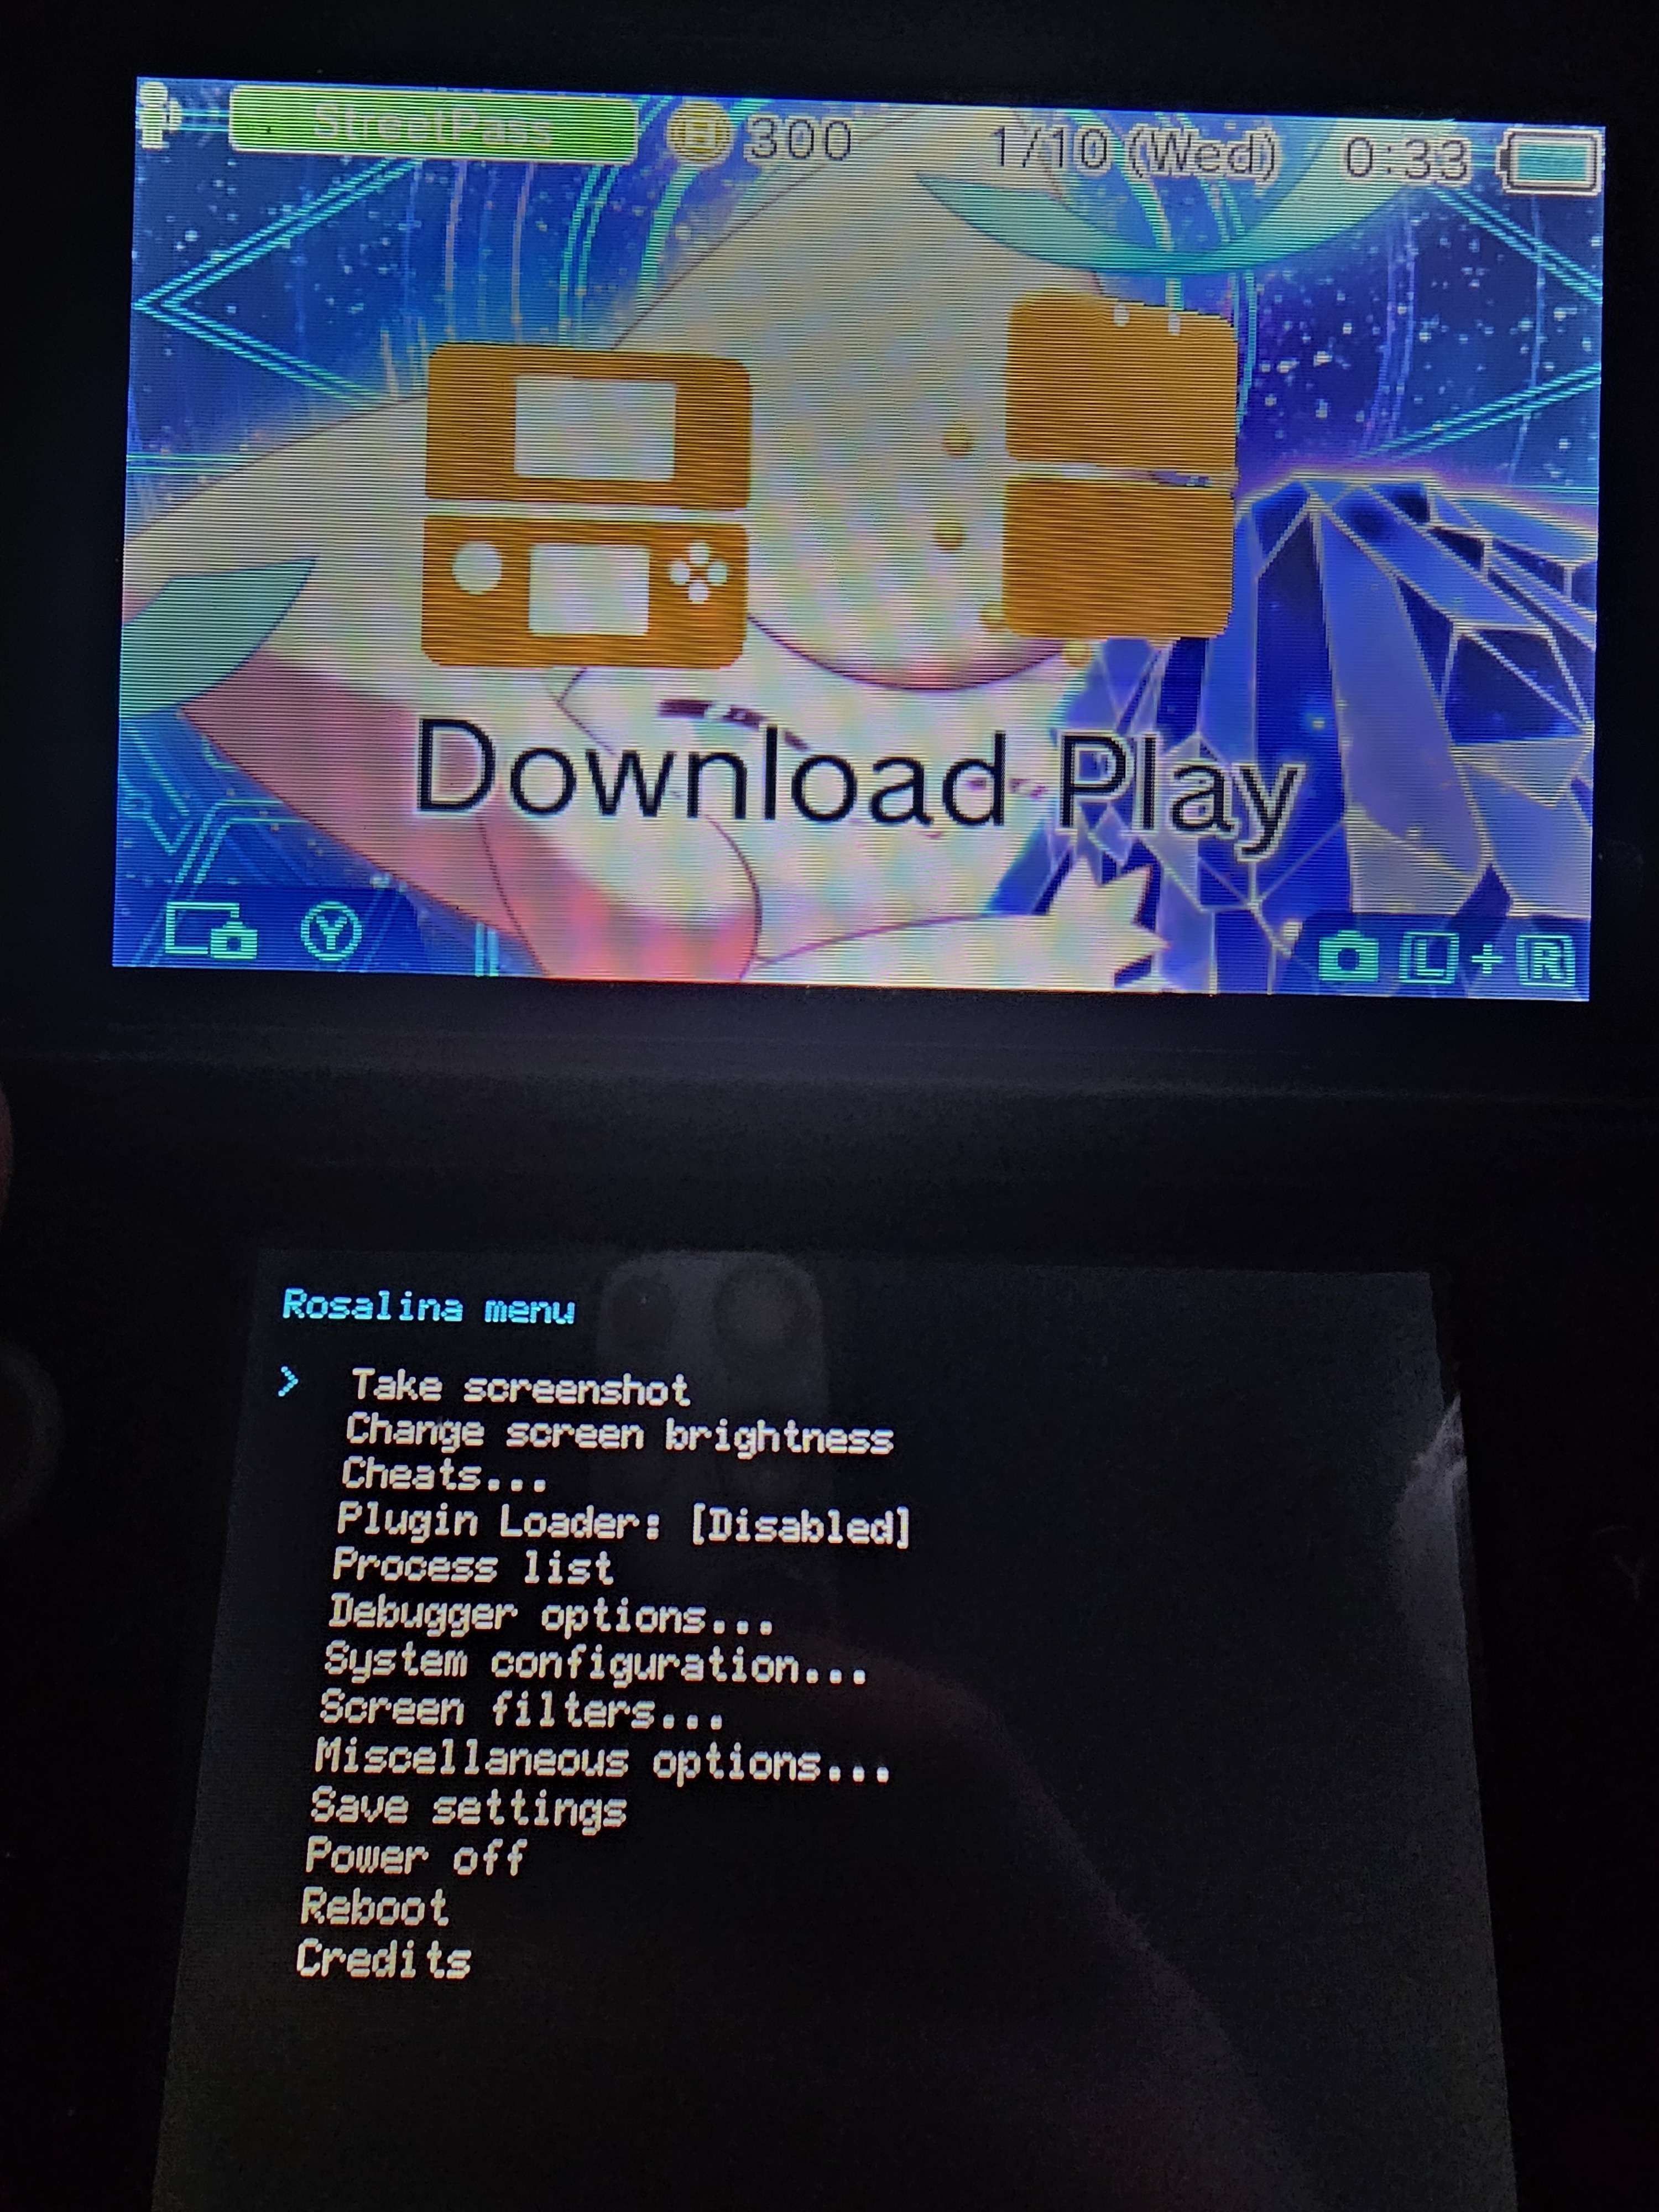 StreetPass 300 1/10 (Wed) 0:33
Download Play
Y L + R
Rosalina menu
> Take screenshot
Change screen brightness
Cheats...
Plugin Loader: [Disabled]
Process list
Debugger options...
System configuration...
Screen filters...
Miscellaneous options...
Save settings
Power off
Reboot
Credits